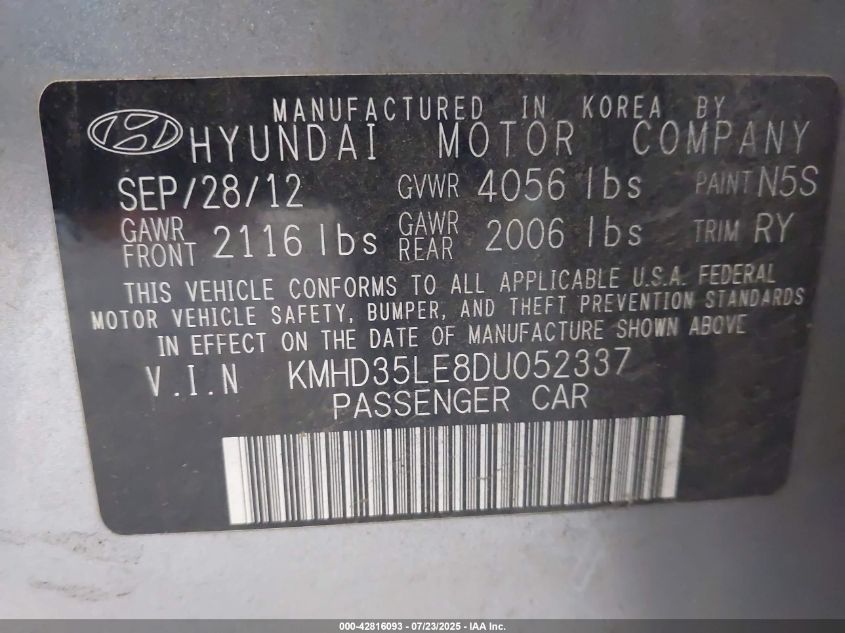 MANUFACTURED IN KOREA BY
HYUNDAI MOTOR COMPANY
SEP/28/12 GVWR 4056 lbs PAINT N5S
GAWR FRONT 2116 lbs GAWR REAR 2006 lbs TRIM RY
THIS VEHICLE CONFORMS TO ALL APPLICABLE U.S.A. FEDERAL
MOTOR VEHICLE SAFETY, BUMPER, AND THEFT PREVENTION STANDARDS
IN EFFECT ON THE DATE OF MANUFACTURE SHOWN ABOVE
V.I.N KMHD35LE8DU052337
PASSENGER CAR
000-42816093 - 07/23/2025 - IAA Inc.